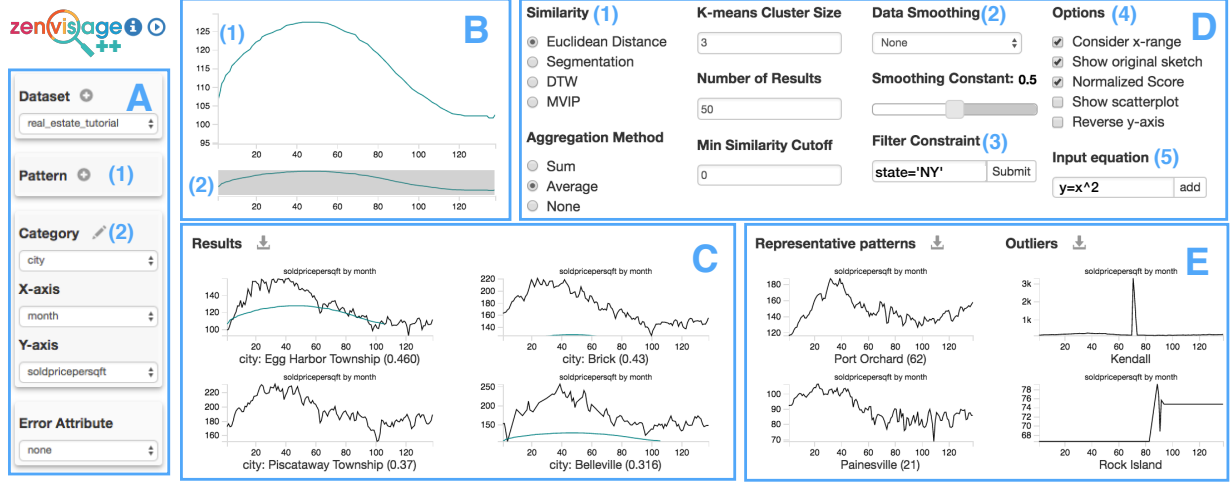 zenvisage
++
A
Dataset
real_estate_tutorial
Pattern
(1)
Category
(2)
city
X-axis
month
Y-axis
soldpricepersqft
Error Attribute
none
B
(1)
125
120
115
110
105
100
95
20 40 60 80 100 120
(2)
20 40 60 80 100 120
D
Similarity (1)
Euclidean Distance
Segmentation
DTW
MVIP
Aggregation Method
Sum
Average
None
K-means Cluster Size
3
Number of Results
50
Min Similarity Cutoff
0
Data Smoothing (2)
None
Smoothing Constant: 0.5
Filter Constraint (3)
state='NY' Submit
Options (4)
Consider x-range
Show original sketch
Normalized Score
Show scatterplot
Reverse y-axis
Input equation (5)
y=x^2 add
C
Results
soldpricepersqft by month
140
120
100
20 40 60 80 100 120
city: Egg Harbor Township (0.460)
soldpricepersqft by month
220
200
180
160
140
20 40 60 80 100 120
city: Brick (0.43)
soldpricepersqft by month
220
200
180
160
20 40 60 80 100 120
city: Piscataway Township (0.37)
soldpricepersqft by month
250
200
150
20 40 60 80 100 120
city: Belleville (0.316)
E
Representative patterns
soldpricepersqft by month
180
160
140
120
20 40 60 80 100 120
Port Orchard (62)
soldpricepersqft by month
100
90
80
70
20 40 60 80 100 120
Painesville (21)
Outliers
soldpricepersqft by month
3k
2k
1k
20 40 60 80 100 120
Kendall
soldpricepersqft by month
78
76
74
72
70
68
20 40 60 80 100 120
Rock Island